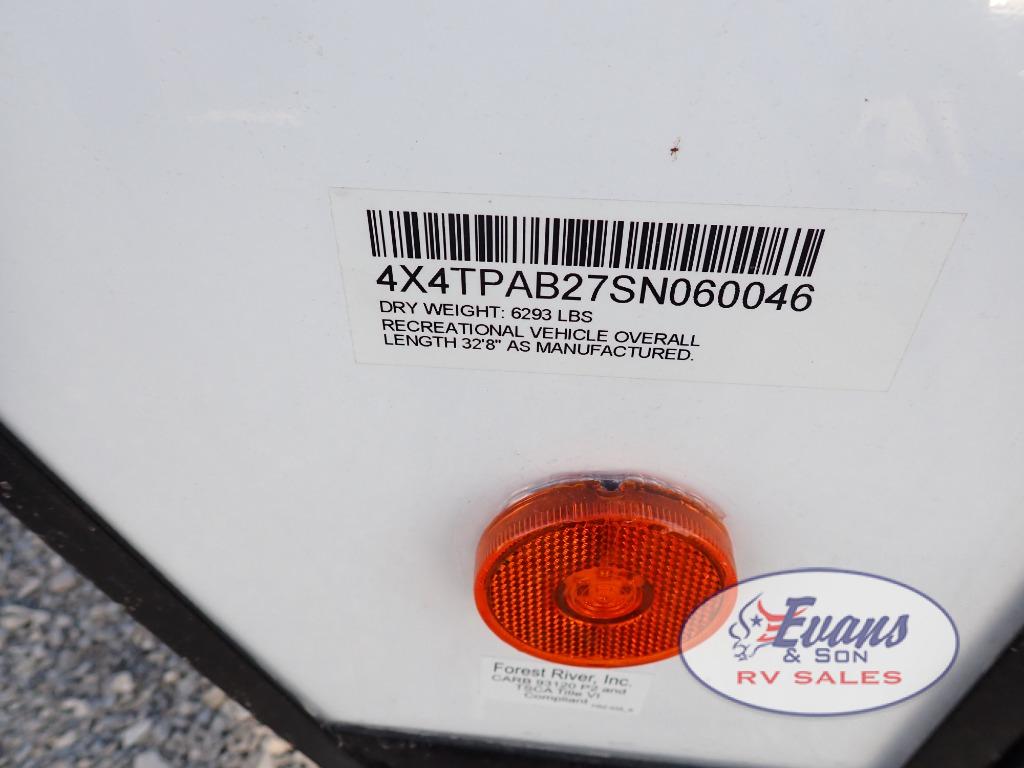 4X4TPAB27SN060046
DRY WEIGHT: 6293 LBS
RECREATIONAL VEHICLE OVERALL
LENGTH 32'8" AS MANUFACTURED.
Forest River, Inc.
CARB 93120 P2 and
TSCA Title VI
Compliant
Evans
& SON
RV SALES